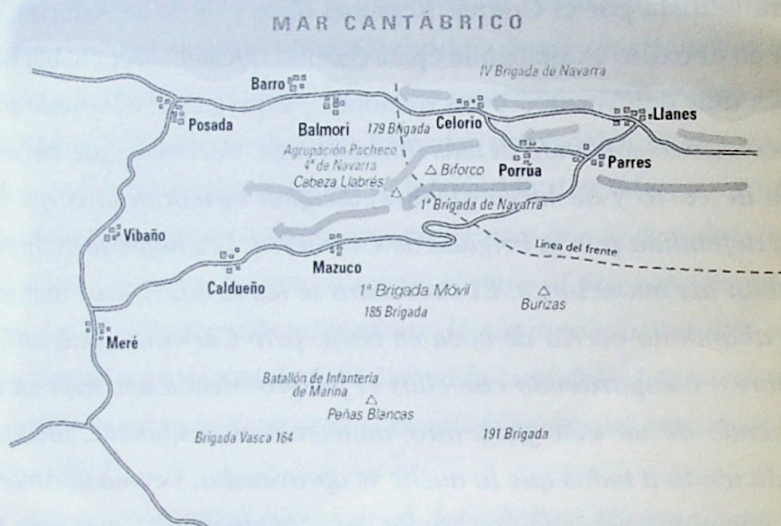 MAR CANTÁBRICO
IV Brigada de Navarra
Barro
Posada
Balmori
179 Brigada
Celorio
Llanes
Agrupación Pacheco
4ª de Navarra
Cabeza Llabrés
Biforco
Porrúa
Parres
1ª Brigada de Navarra
Vibaño
Línea del frente
Mazuco
Caldueño
1ª Brigada Móvil
185 Brigada
Burizas
Meré
Batallón de Infantería
de Marina
Peñas Blancas
Brigada Vasca 164
191 Brigada